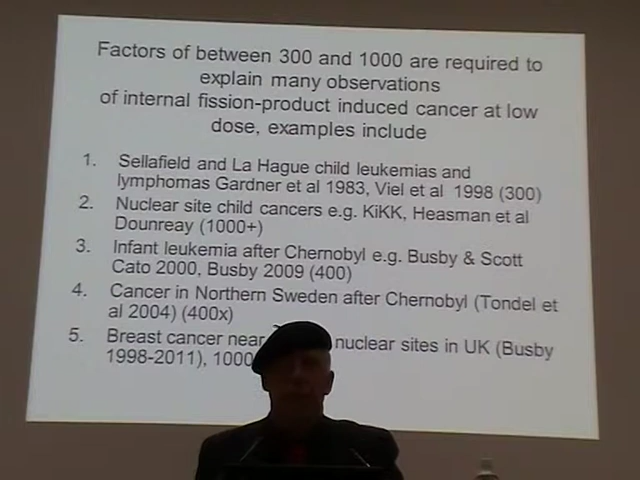 Factors of between 300 and 1000 are required to
explain many observations
of internal fission-product induced cancer at low
dose, examples include
1. Sellafield and La Hague child leukemias and
lymphomas Gardner et al 1983, Viel et al 1998 (300)
2. Nuclear site child cancers e.g. KiKK, Heasman et al
Dounreay (1000+)
3. Infant leukemia after Chernobyl e.g. Busby & Scott
Cato 2000, Busby 2009 (400)
4. Cancer in Northern Sweden after Chernobyl (Tondel et
al 2004) (400x)
5. Breast cancer near nuclear sites in UK (Busby
1998-2011), 1000